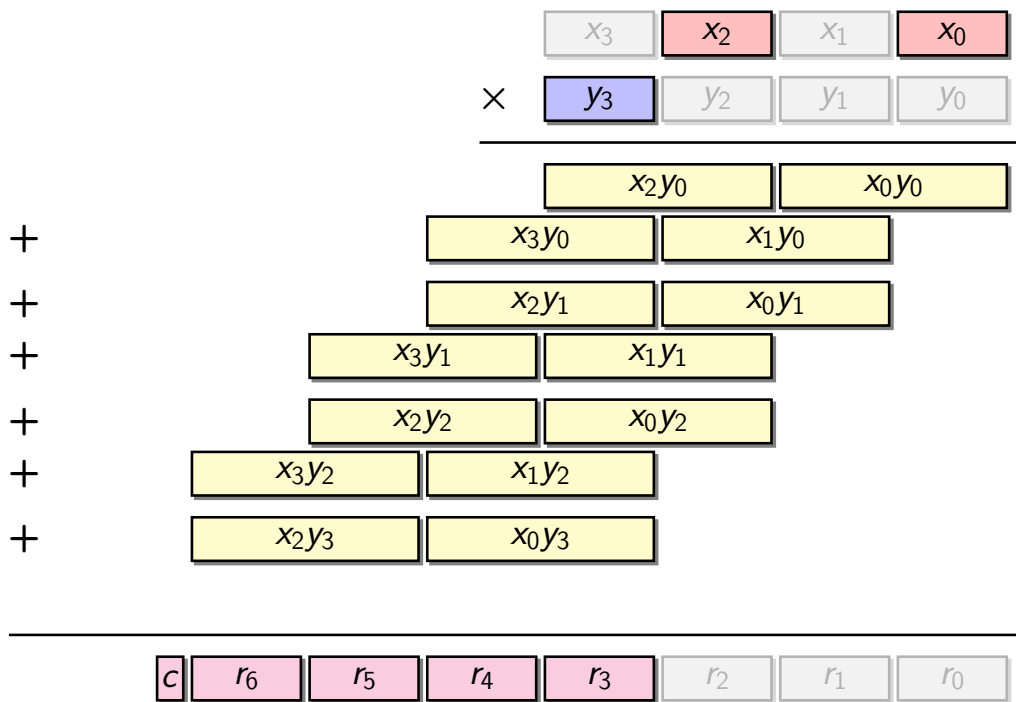 x₃ x₂ x₁ x₀
× y₃ y₂ y₁ y₀
x₂y₀ x₀y₀
+ x₃y₀ x₁y₀
+ x₂y₁ x₀y₁
+ x₃y₁ x₁y₁
+ x₂y₂ x₀y₂
+ x₃y₂ x₁y₂
+ x₂y₃ x₀y₃
c r₆ r₅ r₄ r₃ r₂ r₁ r₀